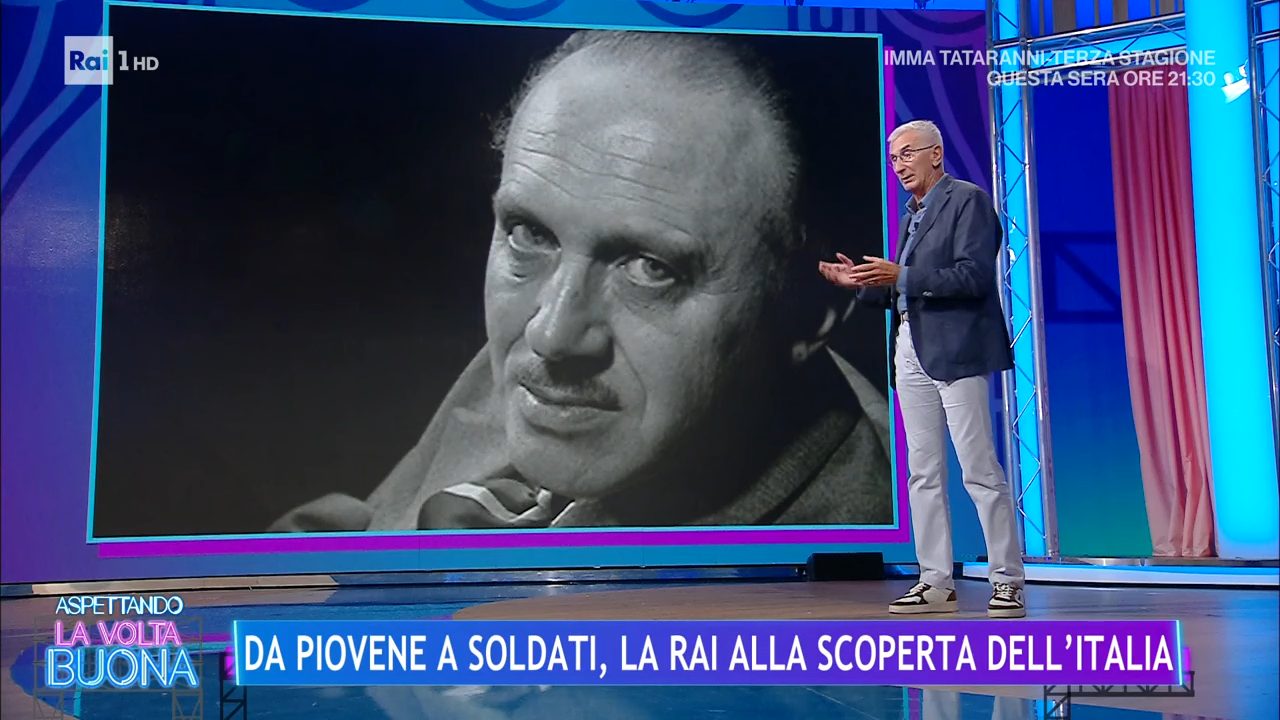 Rai 1 HD
IMMA TATARANNI-TERZA STAGIONE
QUESTA SERA ORE 21:30
ASPETTANDO
LA VOLTA
BUONA
DA PIOVENE A SOLDATI, LA RAI ALLA SCOPERTA DELL'ITALIA